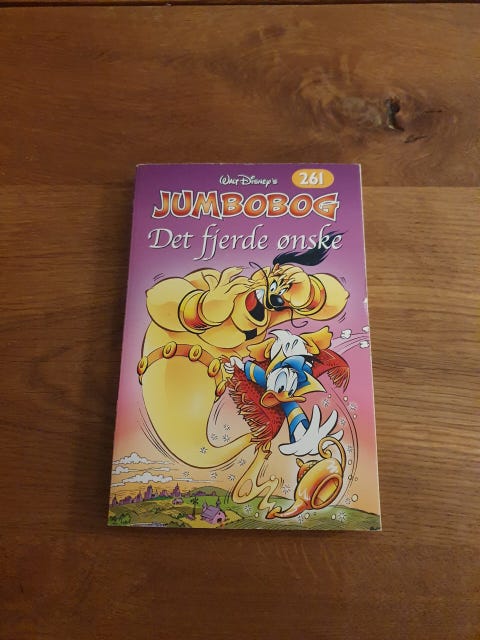 Walt Disney's
261
JUMBOBOG
Det fjerde ønske